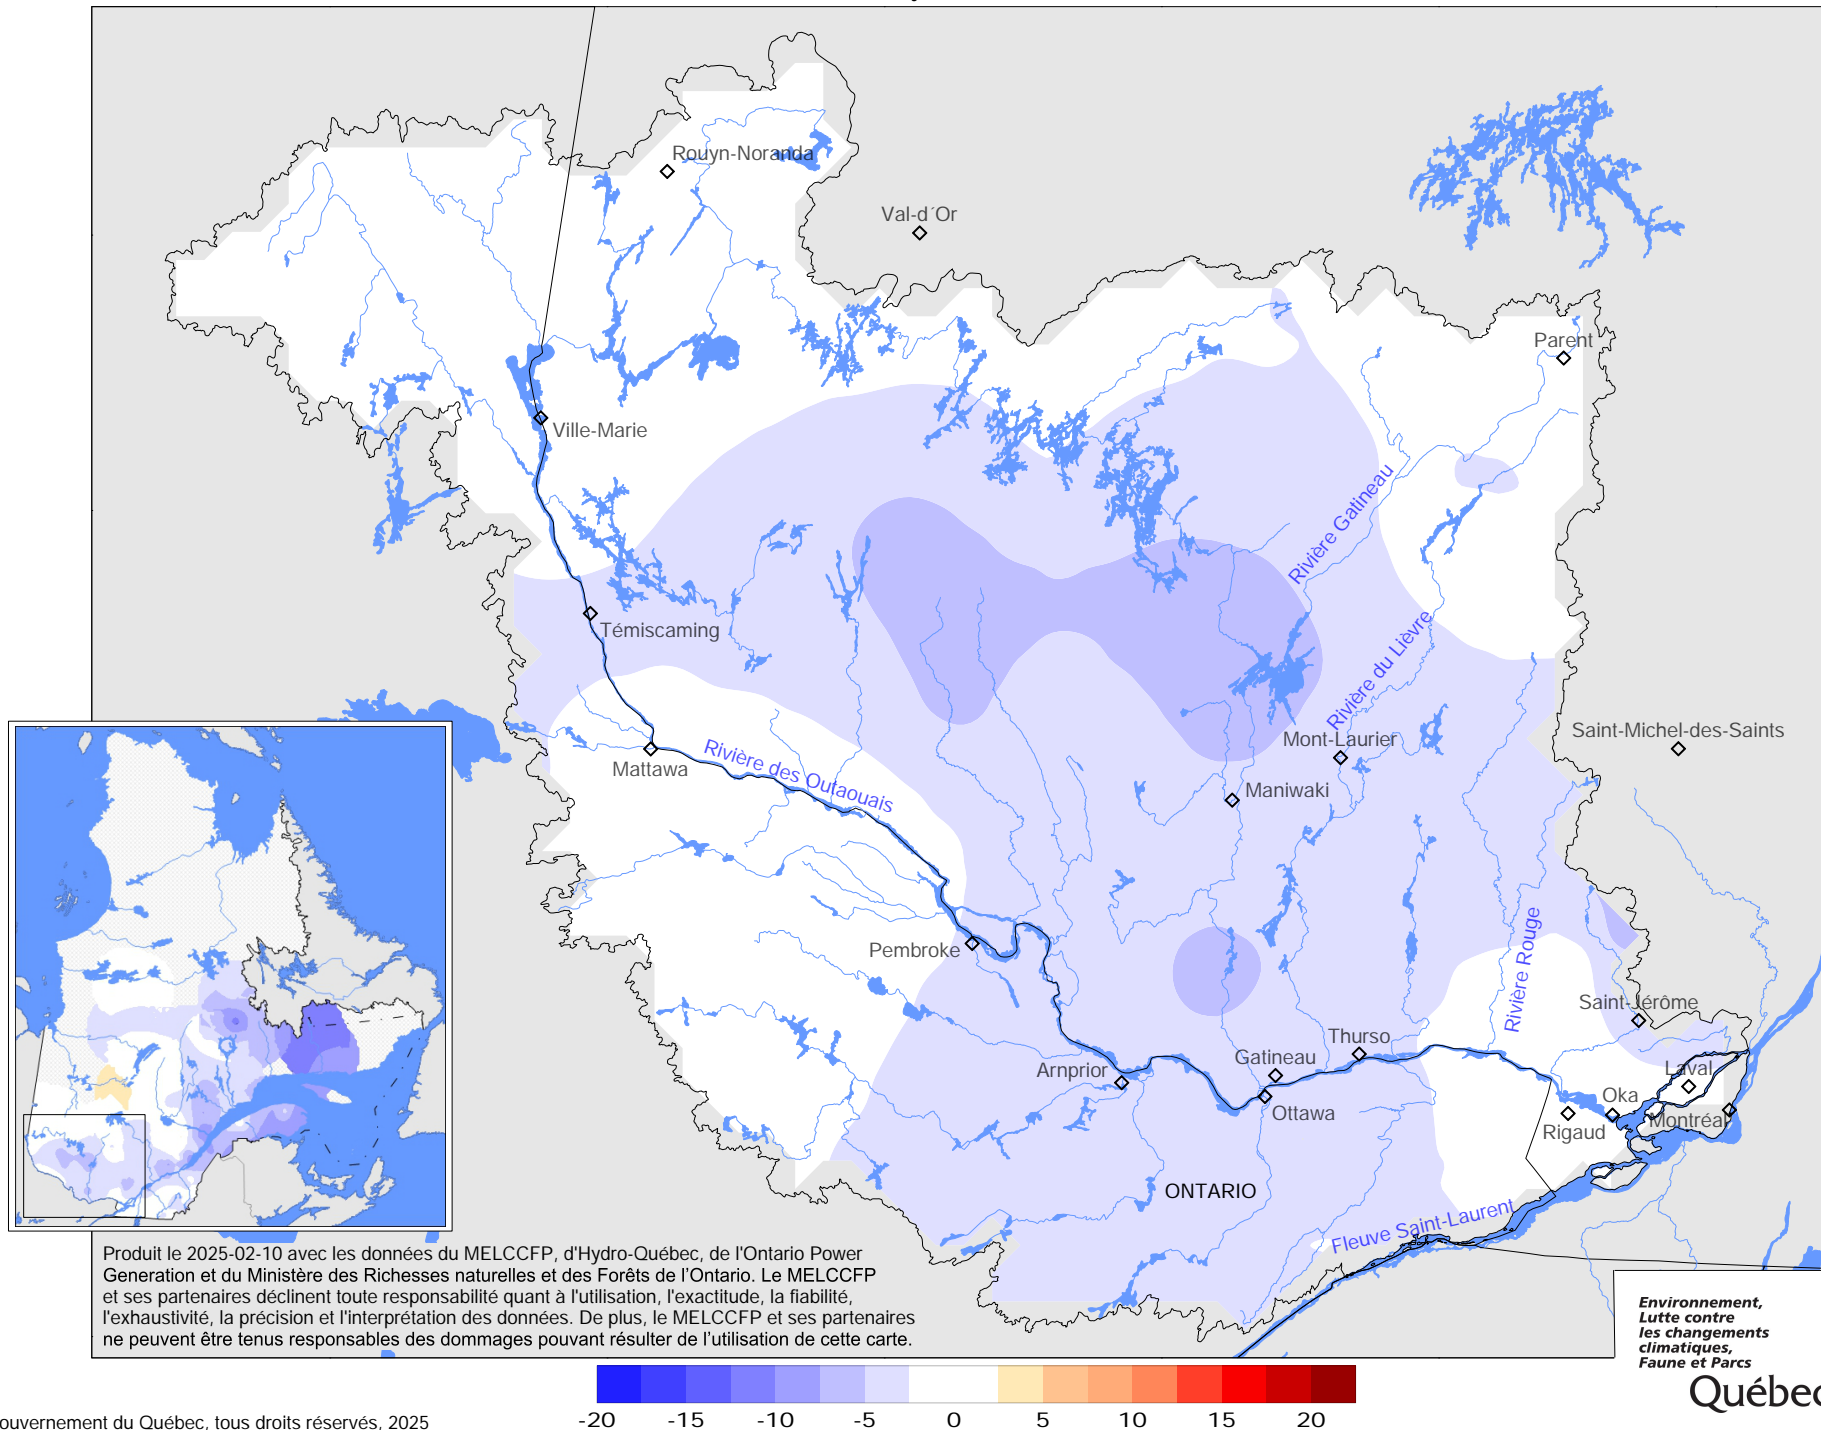 Rouyn-Noranda
Val-d´Or
Parent
Ville-Marie
Rivière Gatineau
Témiscaming
Rivière du Lièvre
Saint-Michel-des-Saints
Mont-Laurier
Mattawa
Rivière des Outaouais
Maniwaki
Pembroke
Rivière Rouge
Saint-Jérôme
Thurso
Gatineau
Arnprior
Laval
Oka
Ottawa
Rigaud
Montréal
ONTARIO
Fleuve Saint-Laurent
Produit le 2025-02-10 avec les données du MELCCFP, d'Hydro-Québec, de l'Ontario Power
Generation et du Ministère des Richesses naturelles et des Forêts de l'Ontario. Le MELCCFP
et ses partenaires déclinent toute responsabilité quant à l'utilisation, l'exactitude, la fiabilité,
l'exhaustivité, la précision et l'interprétation des données. De plus, le MELCCFP et ses partenaires
ne peuvent être tenus responsables des dommages pouvant résulter de l'utilisation de cette carte.
Environnement,
Lutte contre
les changements
climatiques,
Faune et Parcs
Québec
-20 -15 -10 -5 0 5 10 15 20
ouvernement du Québec, tous droits réservés, 2025